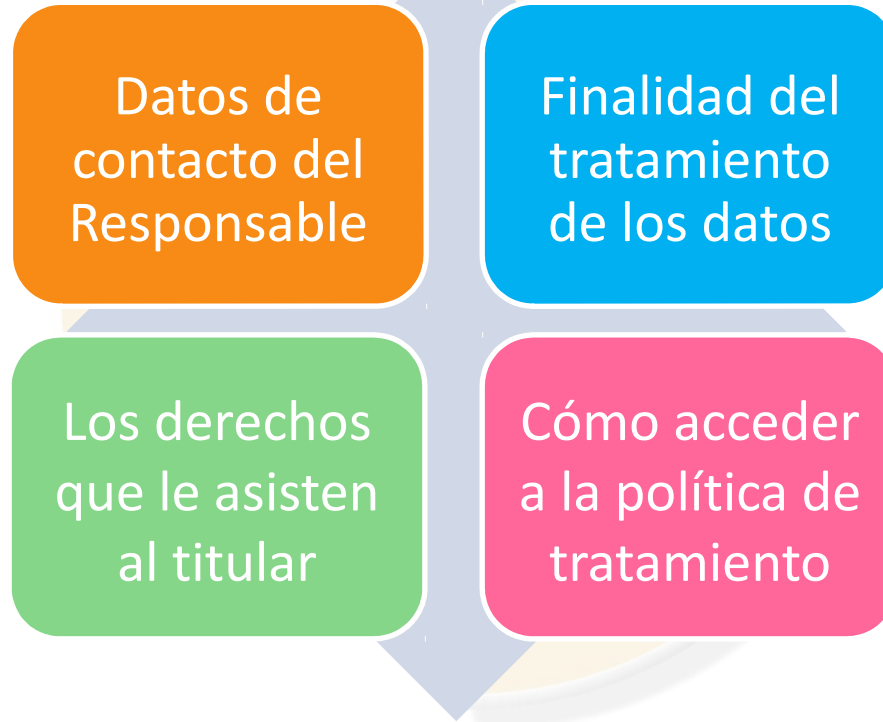 Datos de
contacto del
Responsable
Finalidad del
tratamiento
de los datos
Los derechos
que le asisten
al titular
Cómo acceder
a la política de
tratamiento